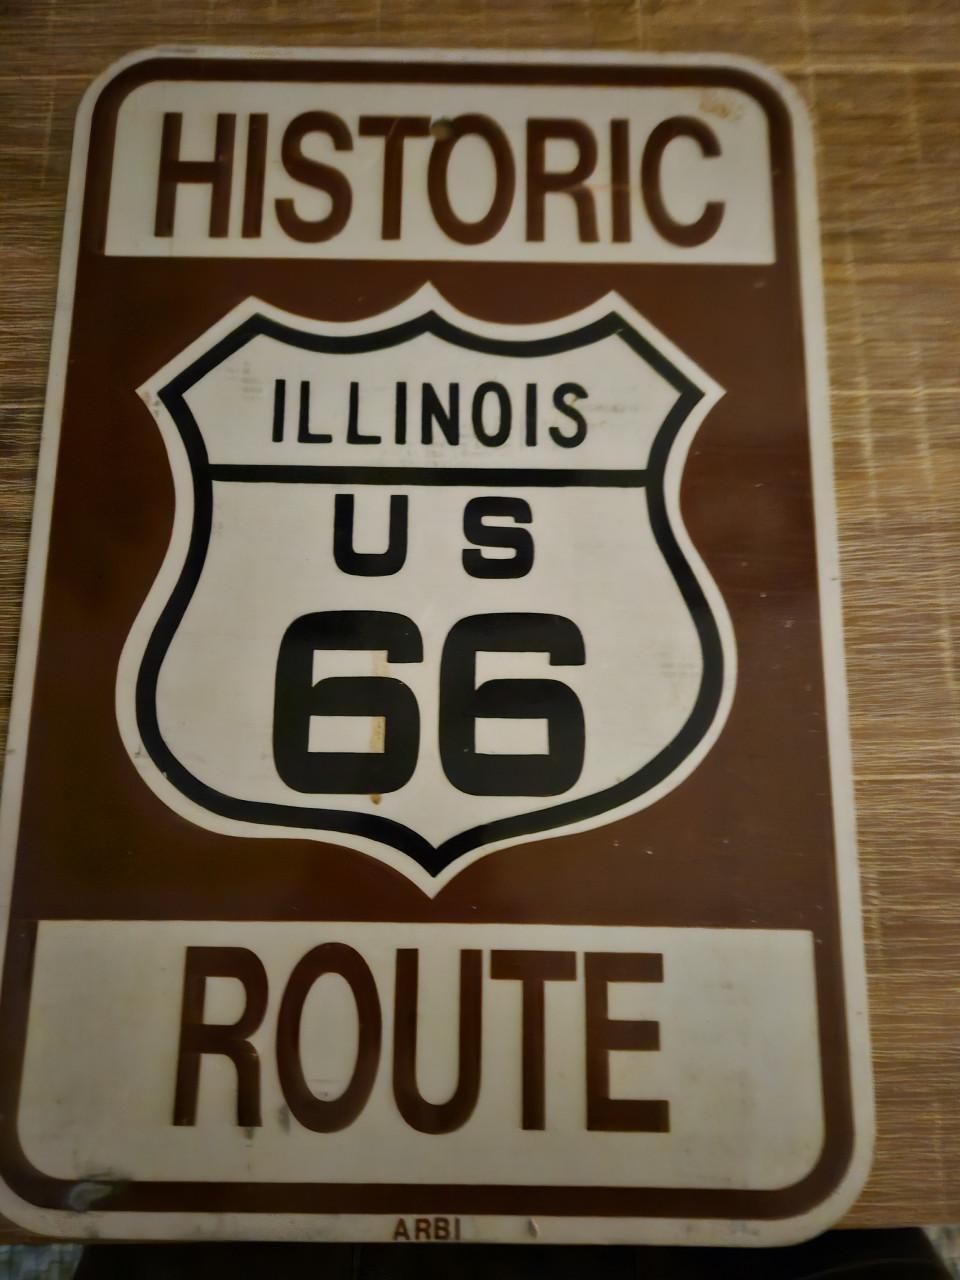 HISTORIC
ILLINOIS
U S
66
ROUTE
ARBI